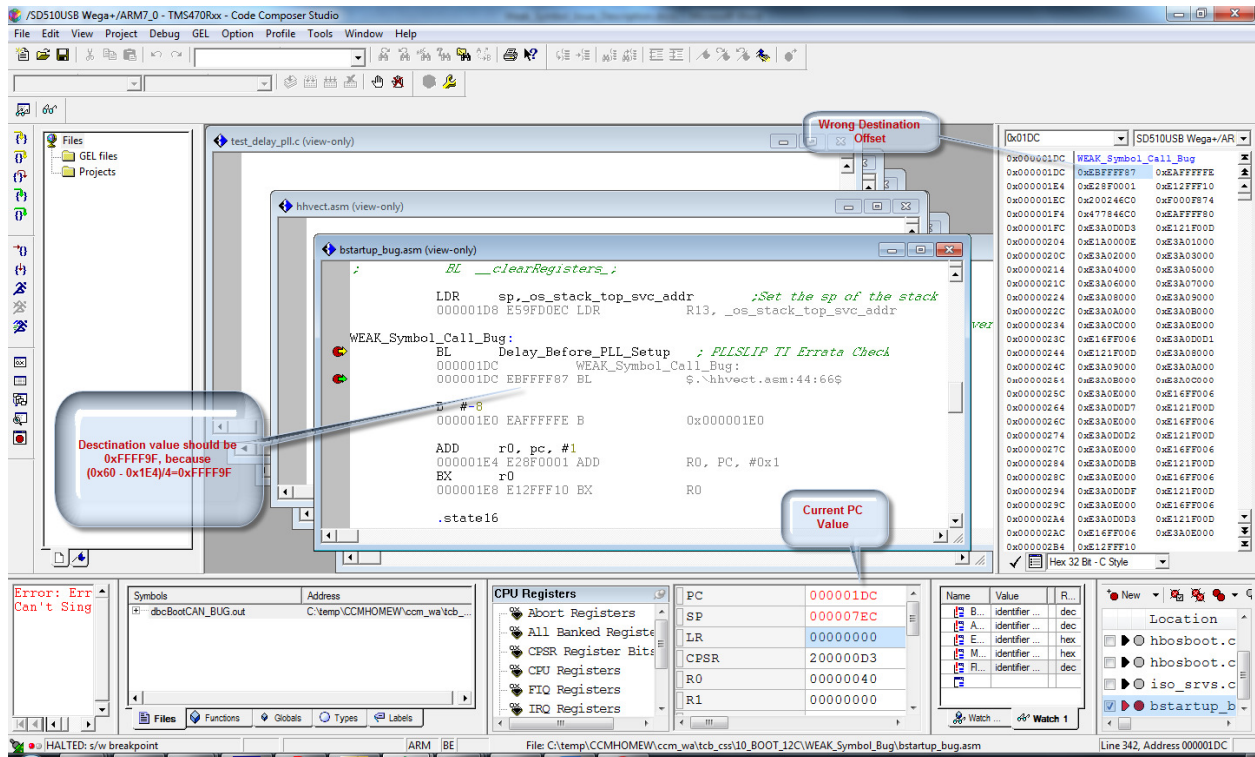 /SD510USB Wega+/ARM7_0 - TMS470Rxx - Code Composer Studio
File Edit View Project Debug GEL Option Profile Tools Window Help
Files
GEL files
Projects
test_delay_pll.c (view-only)
hhvect.asm (view-only)
bstartup_bug.asm (view-only)
; BL __clearRegisters_;
LDR sp,_os_stack_top_svc_addr ;Set the sp of the stack
000001D8 E59FD0EC LDR R13, _os_stack_top_svc_addr
ver
WEAK_Symbol_Call_Bug:
BL Delay_Before_PLL_Setup ; PLLSLIP TI Errata Check
000001DC WEAK_Symbol_Call_Bug:
000001DC EBFFFF87 BL $.\hhvect.asm:44:66$
B #-8
000001E0 EAFFFFFE B 0x000001E0
ADD r0, pc, #1
000001E4 E28F0001 ADD R0, PC, #0x1
BX r0
000001E8 E12FFF10 BX R0
.state16
Wrong Destination
Offset
Desctination value should be
0xFFFF9F, because
(0x60 - 0x1E4)/4=0xFFFF9F
Current PC
Value
0x01DC SD510USB Wega+/AR
0x000001DC WEAK_Symbol_Call_Bug
0x000001DC 0xEBFFFF87 0xEAFFFFFE
0x000001E4 0xE28F0001 0xE12FFF10
0x000001EC 0x200246C0 0xF000F874
0x000001F4 0x477846C0 0xEAFFFF80
0x000001FC 0xE3A0D0D3 0xE121F00D
0x00000204 0xE1A0000E 0xE3A01000
0x0000020C 0xE3A02000 0xE3A03000
0x00000214 0xE3A04000 0xE3A05000
0x0000021C 0xE3A06000 0xE3A07000
0x00000224 0xE3A08000 0xE3A09000
0x0000022C 0xE3A0A000 0xE3A0B000
0x00000234 0xE3A0C000 0xE3A0E000
0x0000023C 0xE16FF006 0xE3A0D0D1
0x00000244 0xE121F00D 0xE3A08000
0x0000024C 0xE3A09000 0xE3A0A000
0x00000254 0xE3A0B000 0xE3A0C000
0x0000025C 0xE3A0E000 0xE16FF006
0x00000264 0xE3A0D0D7 0xE121F00D
0x0000026C 0xE3A0E000 0xE16FF006
0x00000274 0xE3A0D0D2 0xE121F00D
0x0000027C 0xE3A0E000 0xE16FF006
0x00000284 0xE3A0D0DB 0xE121F00D
0x0000028C 0xE3A0E000 0xE16FF006
0x00000294 0xE3A0D0DF 0xE121F00D
0x0000029C 0xE3A0E000 0xE16FF006
0x000002A4 0xE3A0D0D3 0xE121F00D
0x000002AC 0xE16FF006 0xE3A0E000
0x000002B4 0xE12FFF10
Hex 32 Bit - C Style
Error: Err
Can't Sing
Symbols Address
dbcBootCAN_BUG.out C:\temp\CCMHOMEW\ccm_wa\tcb_...
Files Functions Globals Types Labels
CPU Registers
Abort Registers
All Banked Registe
CPSR Register Bits
CPU Registers
FIQ Registers
IRQ Registers
PC 000001DC
SP 000007EC
LR 00000000
CPSR 200000D3
R0 00000040
R1 00000000
Name Value R...
B... identifier ... dec
A... identifier ... dec
E... identifier ... hex
M... identifier ... hex
Fl... identifier ... dec
Watch ... Watch 1
New
Location
hbosboot.c
hbosboot.c
iso_srvs.c
bstartup_b
HALTED: s/w breakpoint ARM BE File: C:\temp\CCMHOMEW\ccm_wa\tcb_css\10_BOOT_12C\WEAK_Symbol_Bug\bstartup_bug.asm Line 342, Address 000001DC